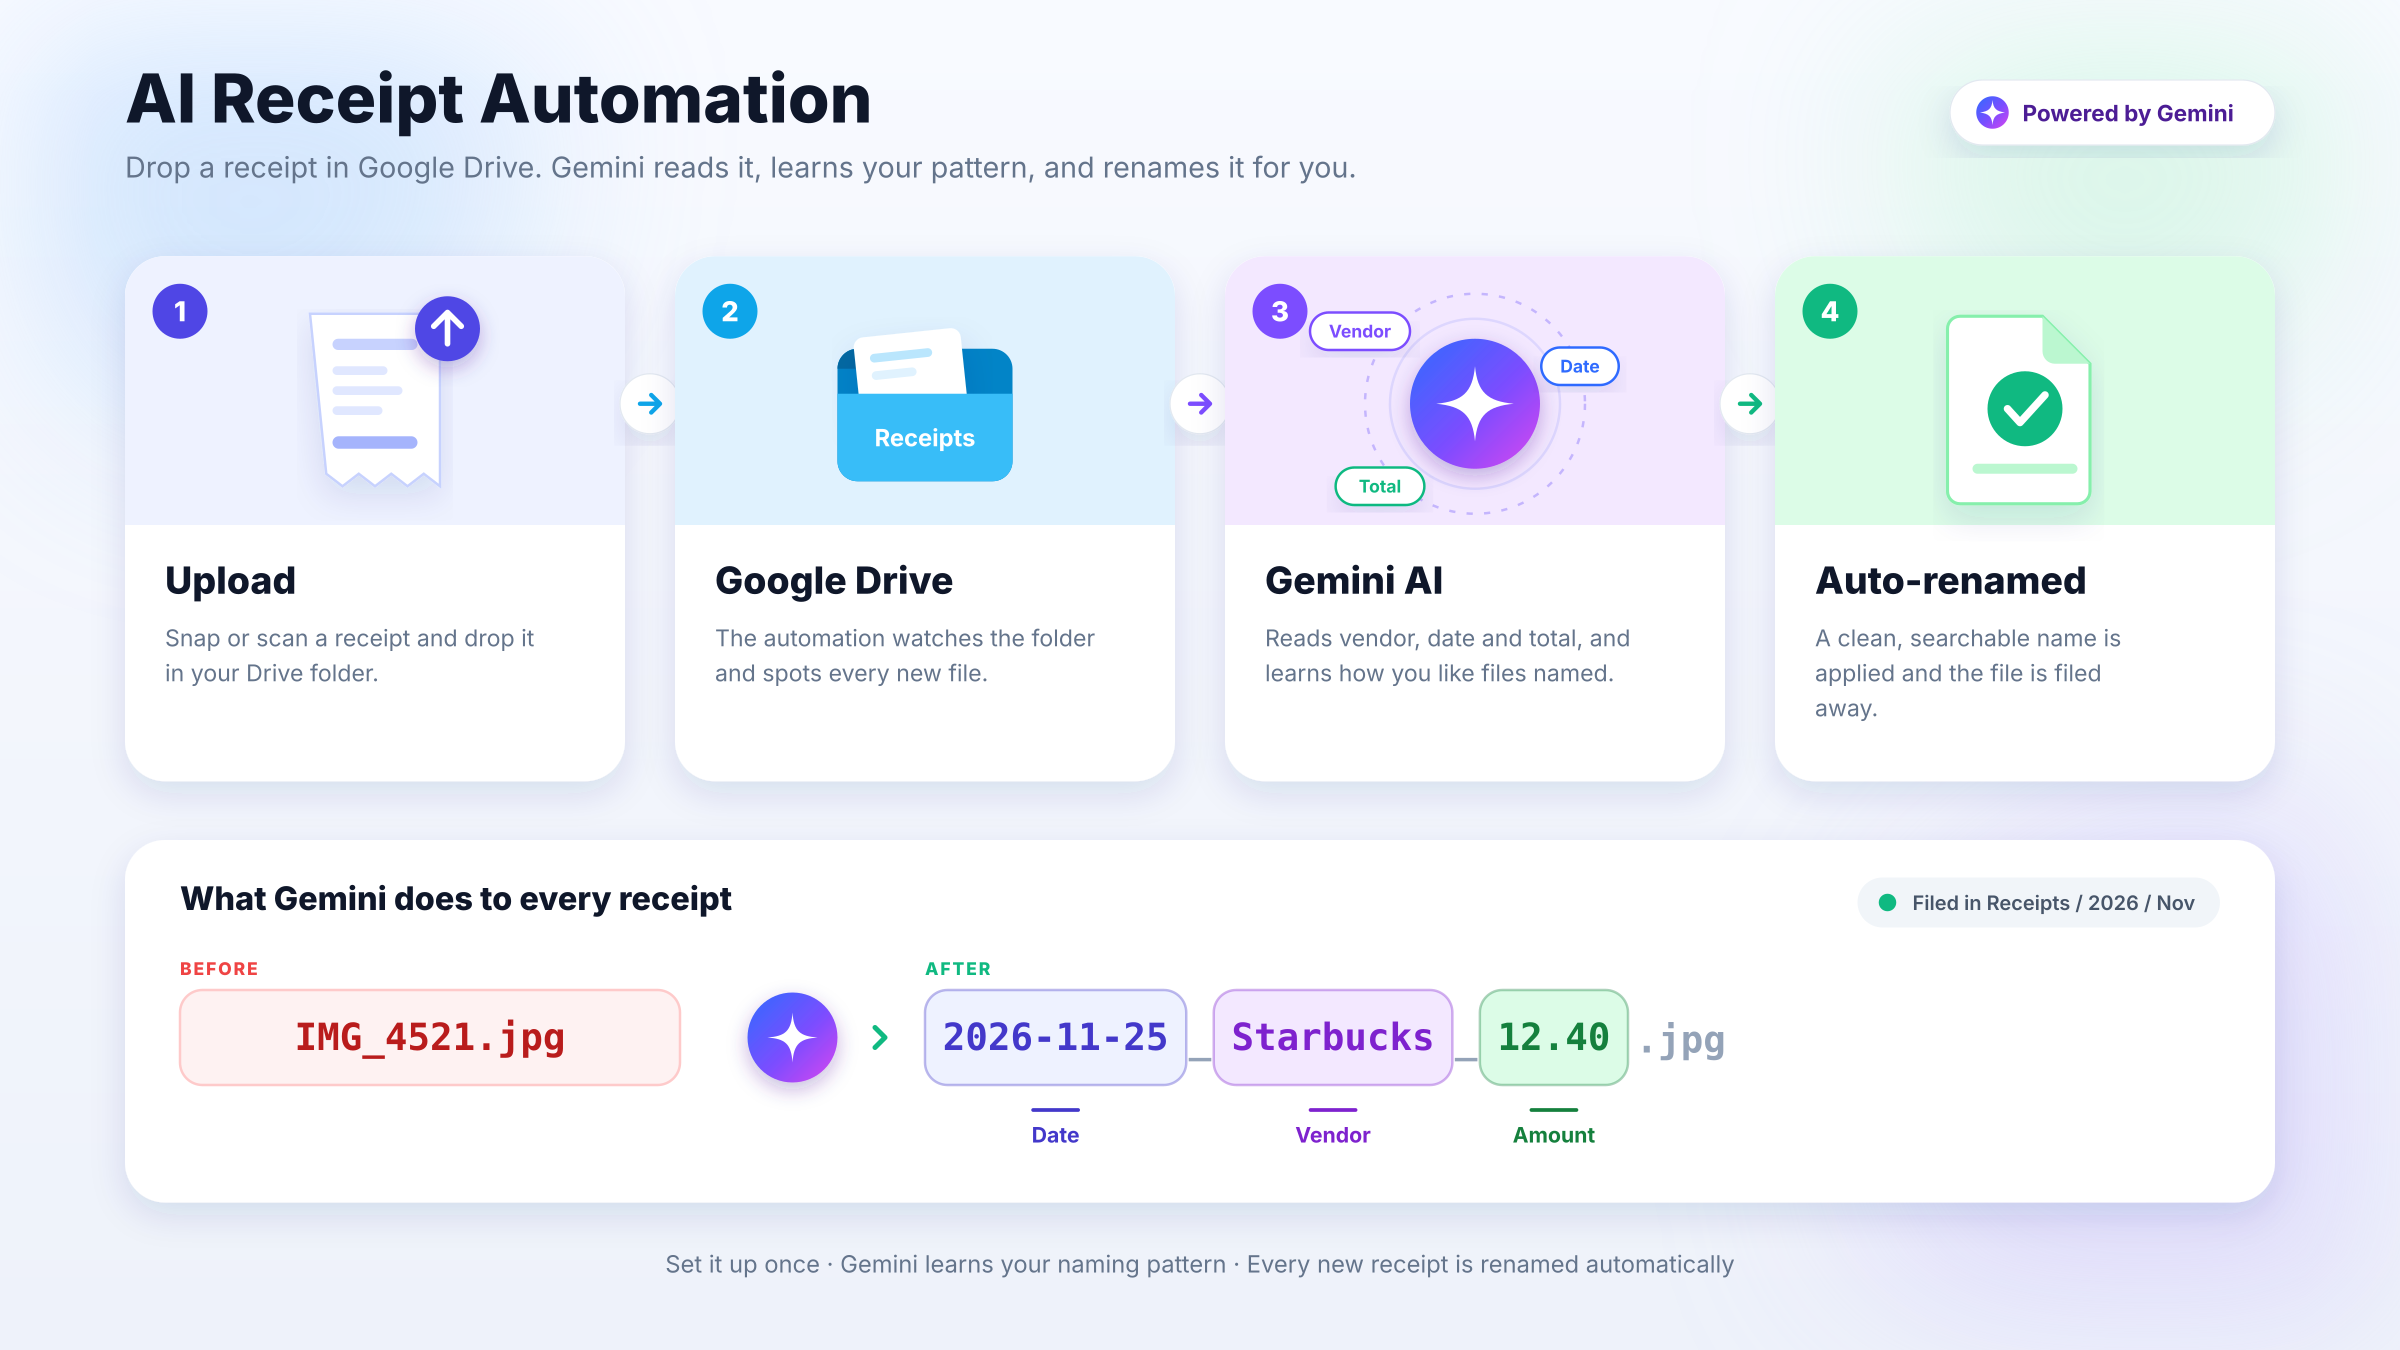 AI Receipt Automation
Drop a receipt in Google Drive. Gemini reads it, learns your pattern, and renames it for you.
Powered by Gemini
1
2
Receipts
3
Vendor
Date
Total
4
Upload
Snap or scan a receipt and drop it
in your Drive folder.
Google Drive
The automation watches the folder
and spots every new file.
Gemini AI
Reads vendor, date and total, and
learns how you like files named.
Auto-renamed
A clean, searchable name is
applied and the file is filed
away.
What Gemini does to every receipt
Filed in Receipts / 2026 / Nov
BEFORE
IMG_4521.jpg
AFTER
2026-11-25_Starbucks_12.40.jpg
Date
Vendor
Amount
Set it up once · Gemini learns your naming pattern · Every new receipt is renamed automatically